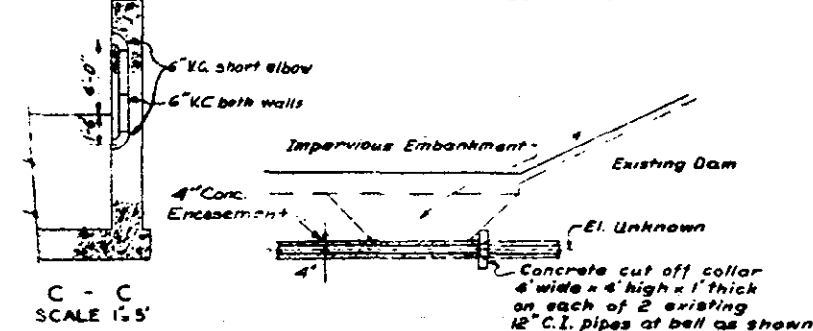 6" V.C. short elbow
4'-0"
6" V.C. both walls
1'-6"
Impervious Embankment
Existing Dam
4" Conc.
Encasement
El. Unknown
4"
C - C
SCALE 1"=5'
Concrete cut off collar
4' wide x 4' high x 1' thick
on each of 2 existing
12" C.I. pipes at bell as shown